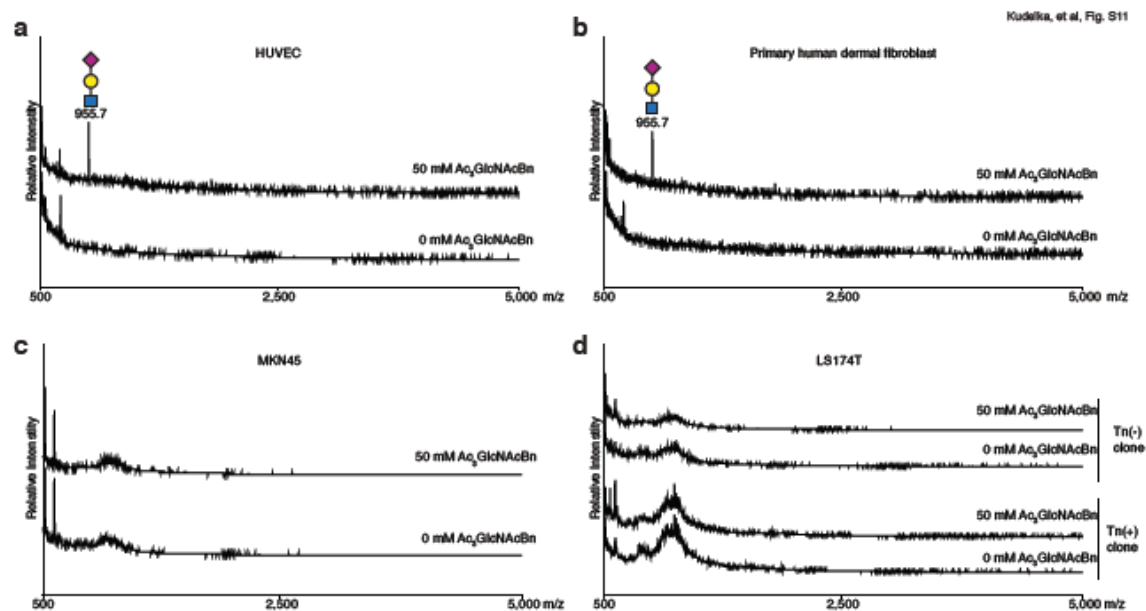 Kudelka, et al, Fig. S11
a
HUVEC
955.7
Relative Intensity
50 mM Ac₃GlcNAcBn
0 mM Ac₃GlcNAcBn
500 2,500 5,000 m/z
b
Primary human dermal fibroblast
955.7
Relative Intensity
50 mM Ac₃GlcNAcBn
0 mM Ac₃GlcNAcBn
500 2,500 5,000 m/z
c
MKN45
Relative Intenstity
50 mM Ac₃GlcNAcBn
0 mM Ac₃GlcNAcBn
500 2,500 5,000 m/z
d
LS174T
Relative Intensity
50 mM Ac₃GlcNAcBn
0 mM Ac₃GlcNAcBn
Tn(-)
clone
50 mM Ac₃GlcNAcBn
0 mM Ac₃GlcNAcBn
Tn(+)
clone
500 2,500 5,000 m/z